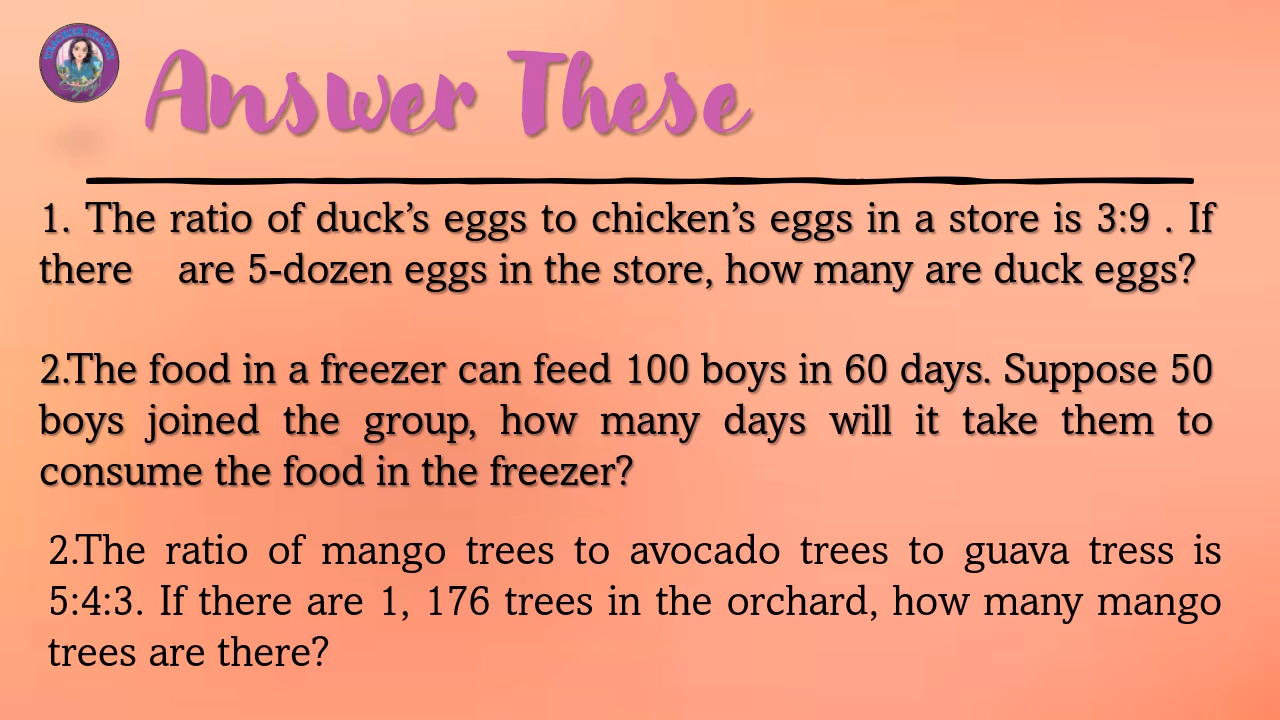 Answer These
1. The ratio of duck’s eggs to chicken’s eggs in a store is 3:9 . If
there are 5-dozen eggs in the store, how many are duck eggs?
2.The food in a freezer can feed 100 boys in 60 days. Suppose 50
boys joined the group, how many days will it take them to
consume the food in the freezer?
2.The ratio of mango trees to avocado trees to guava tress is
5:4:3. If there are 1, 176 trees in the orchard, how many mango
trees are there?